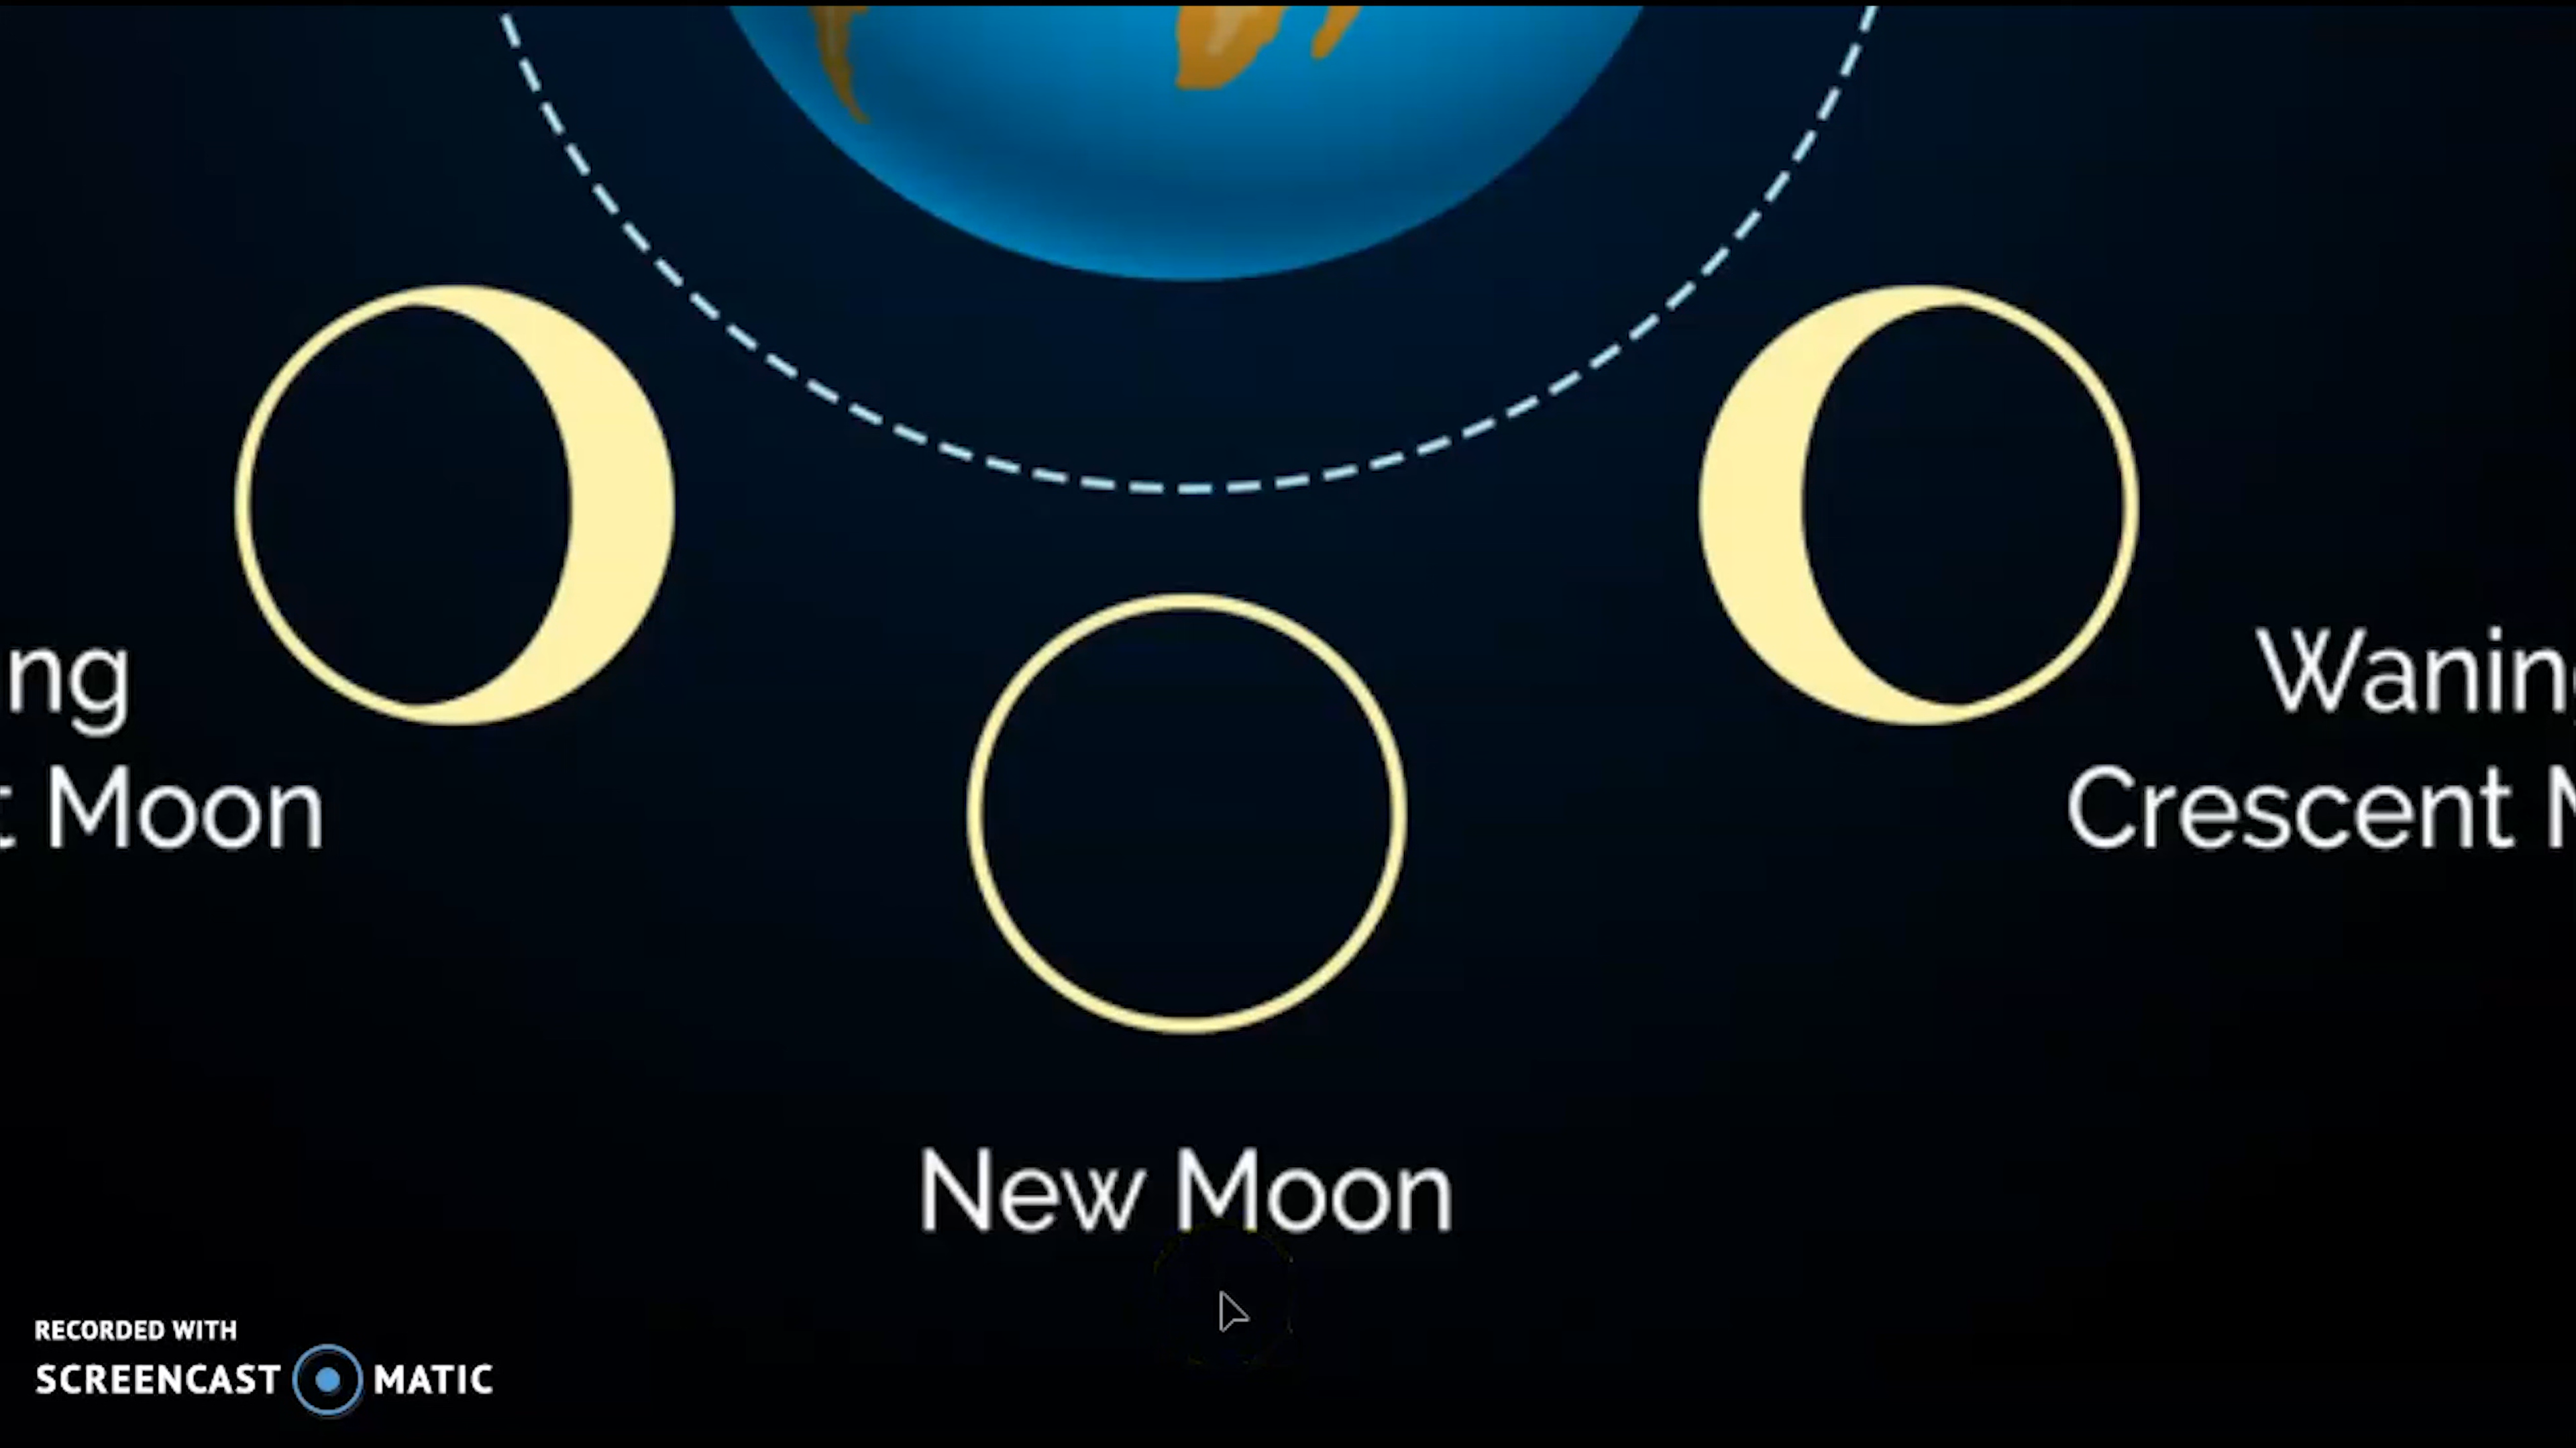 ng
t Moon
Wanin
Crescent
New Moon
RECORDED WITH
SCREENCAST MATIC